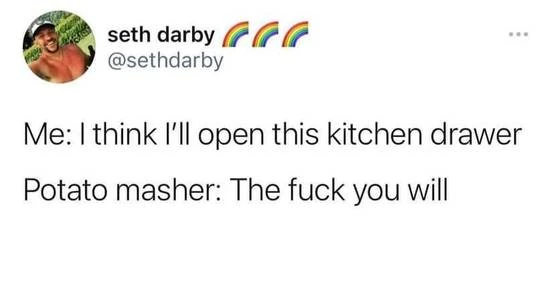 seth darby 🌈🌈🌈
@sethdarby
Me: I think I’ll open this kitchen drawer
Potato masher: The fuck you will